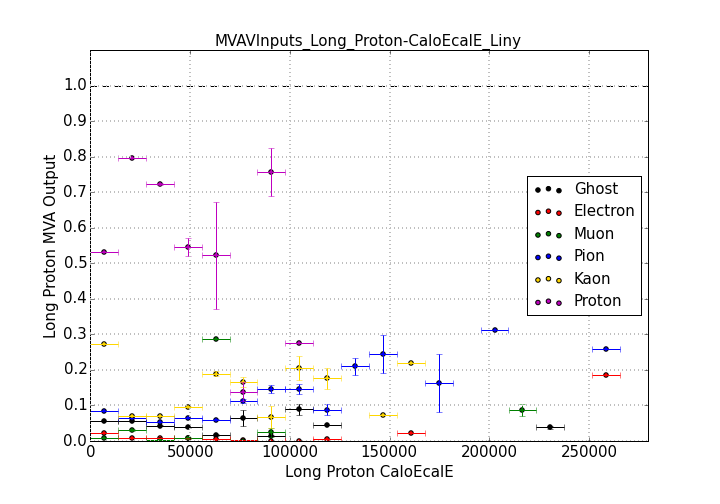 MVAVInputs_Long_Proton-CaloEcalE_Liny
Long Proton MVA Output
1.0
0.9
0.8
0.7
0.6
0.5
0.4
0.3
0.2
0.1
0.0
Ghost
Electron
Muon
Pion
Kaon
Proton
0 50000 100000 150000 200000 250000
Long Proton CaloEcalE